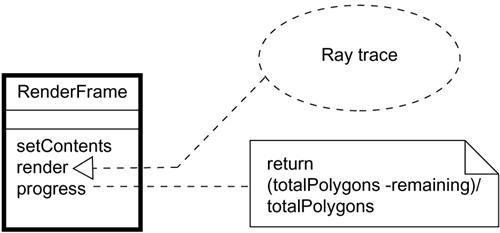 Ray trace
RenderFrame
setContents
render
progress
return
(totalPolygons -remaining)/
totalPolygons